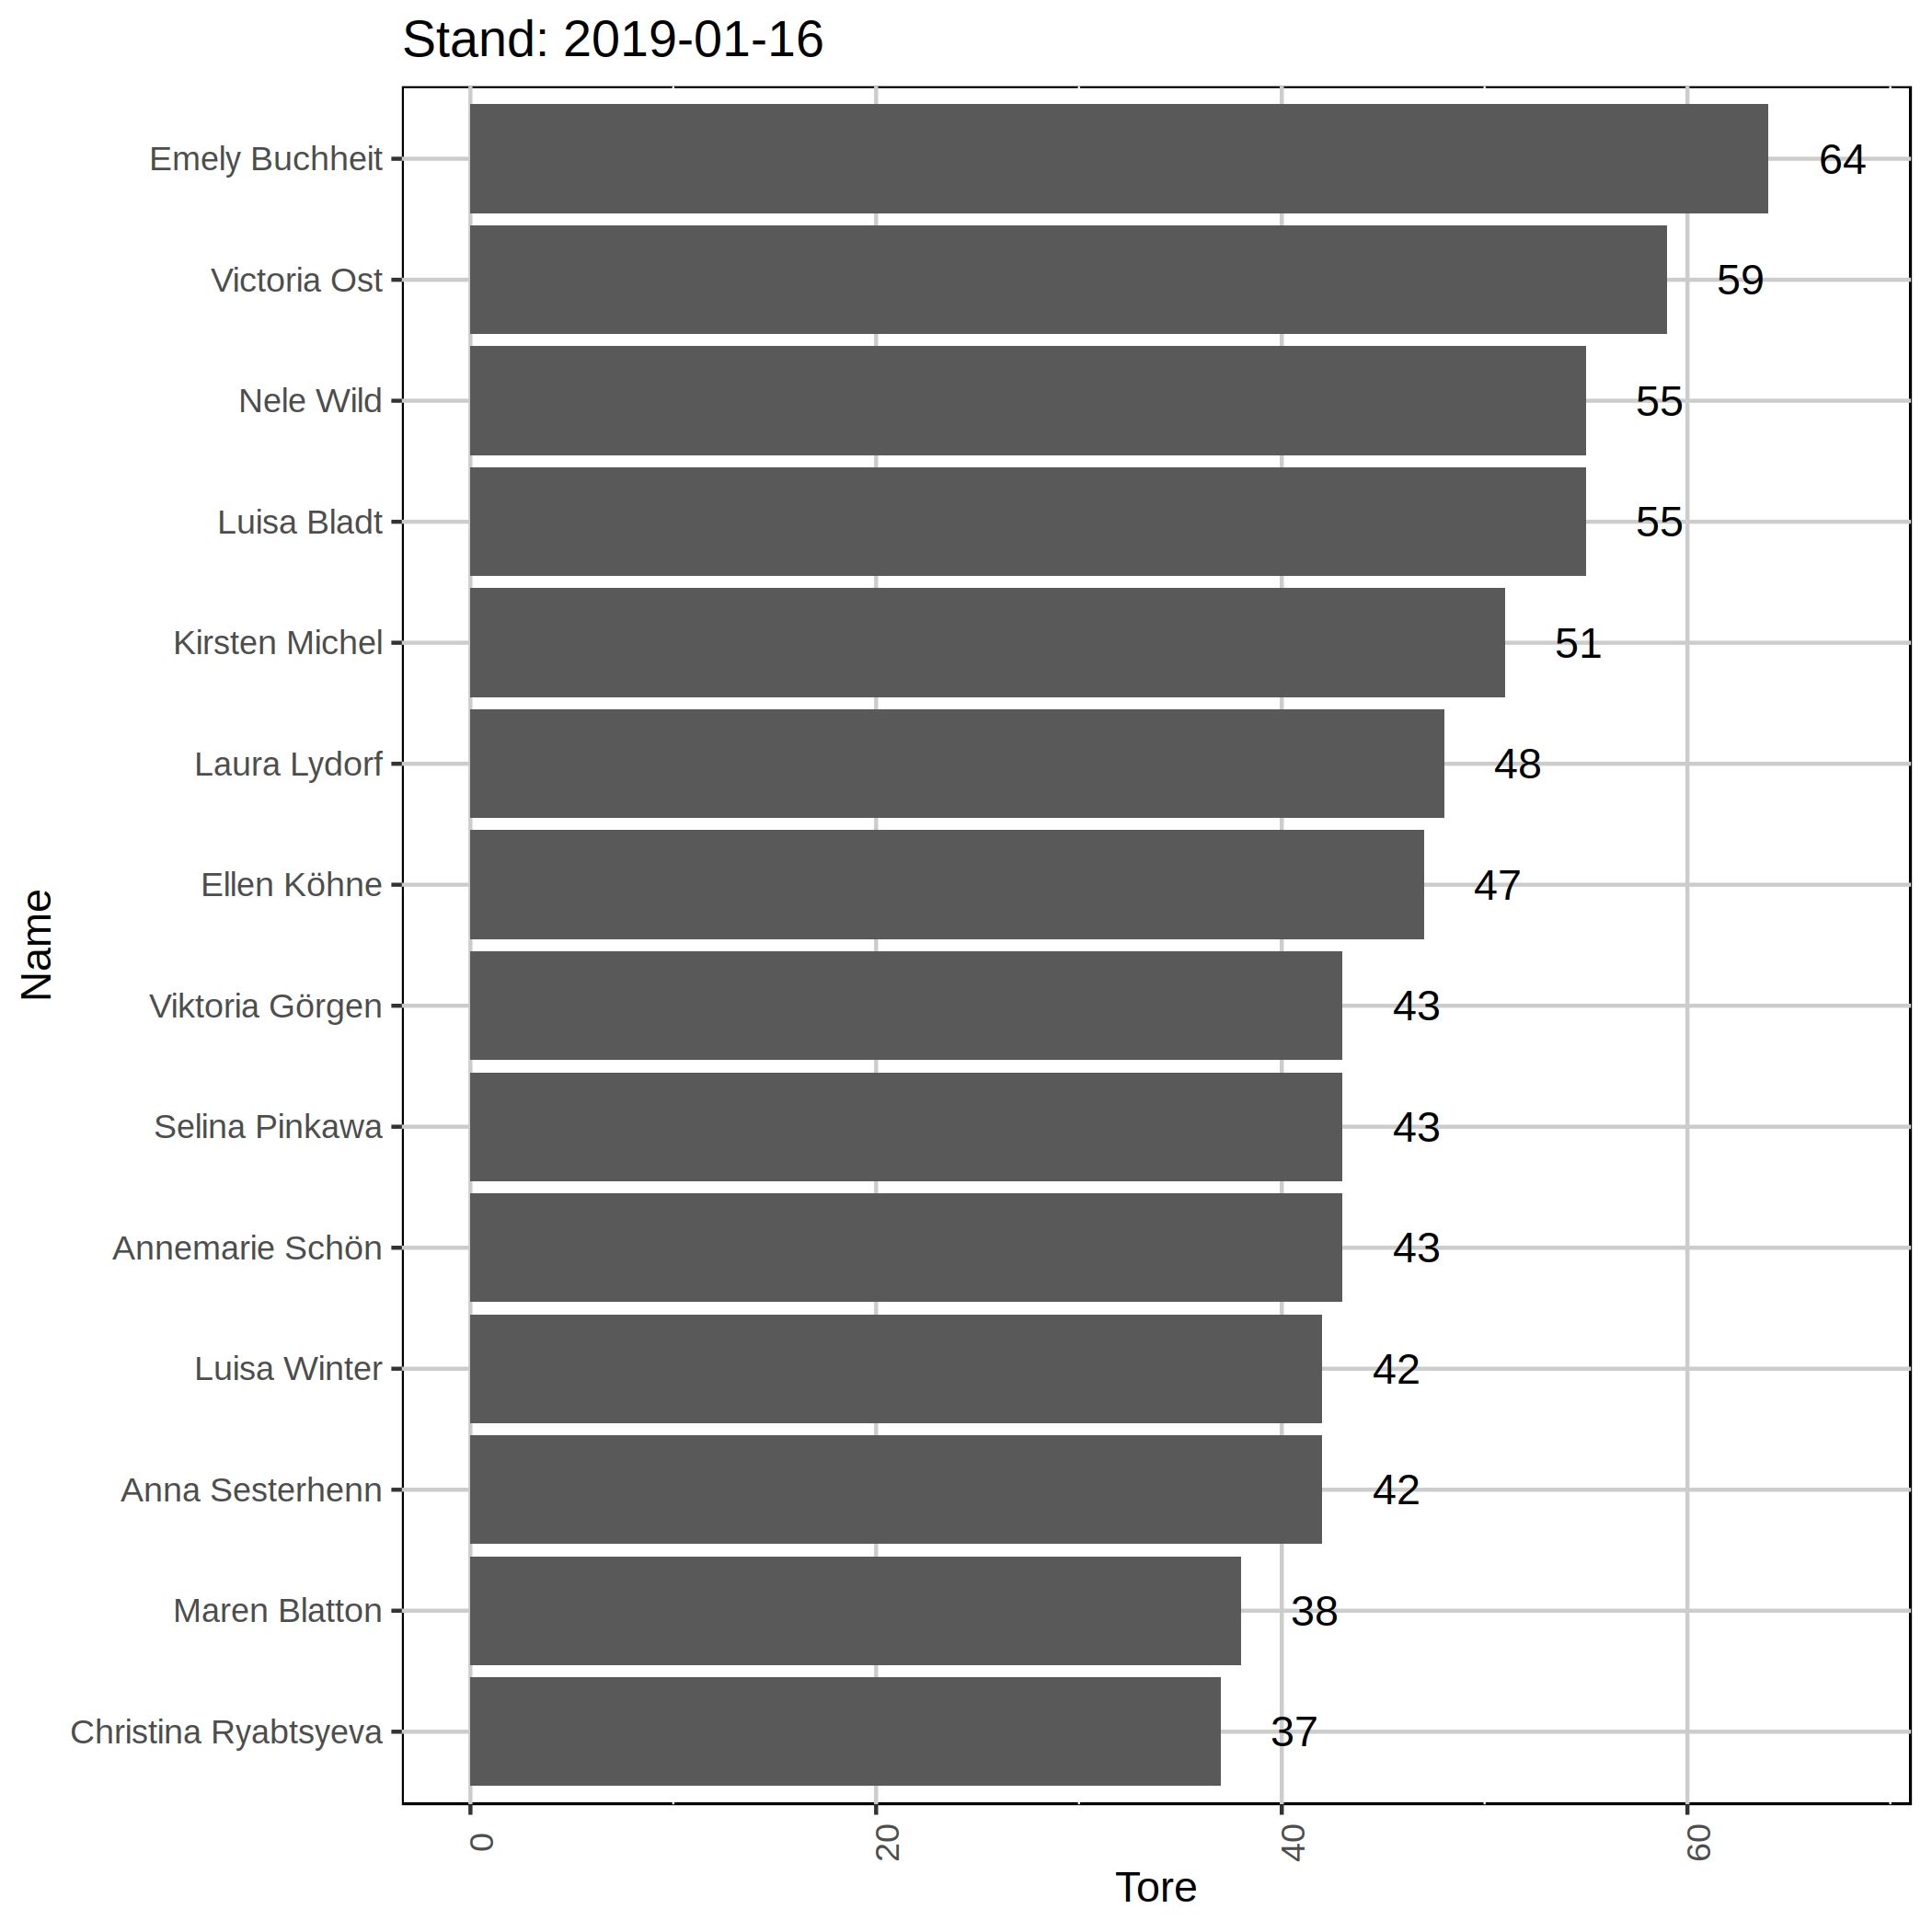 Stand: 2019-01-16
Name
Emely Buchheit 64
Victoria Ost 59
Nele Wild 55
Luisa Bladt 55
Kirsten Michel 51
Laura Lydorf 48
Ellen Köhne 47
Viktoria Görgen 43
Selina Pinkawa 43
Annemarie Schön 43
Luisa Winter 42
Anna Sesterhenn 42
Maren Blatton 38
Christina Ryabtsyeva 37
0 20 40 60
Tore